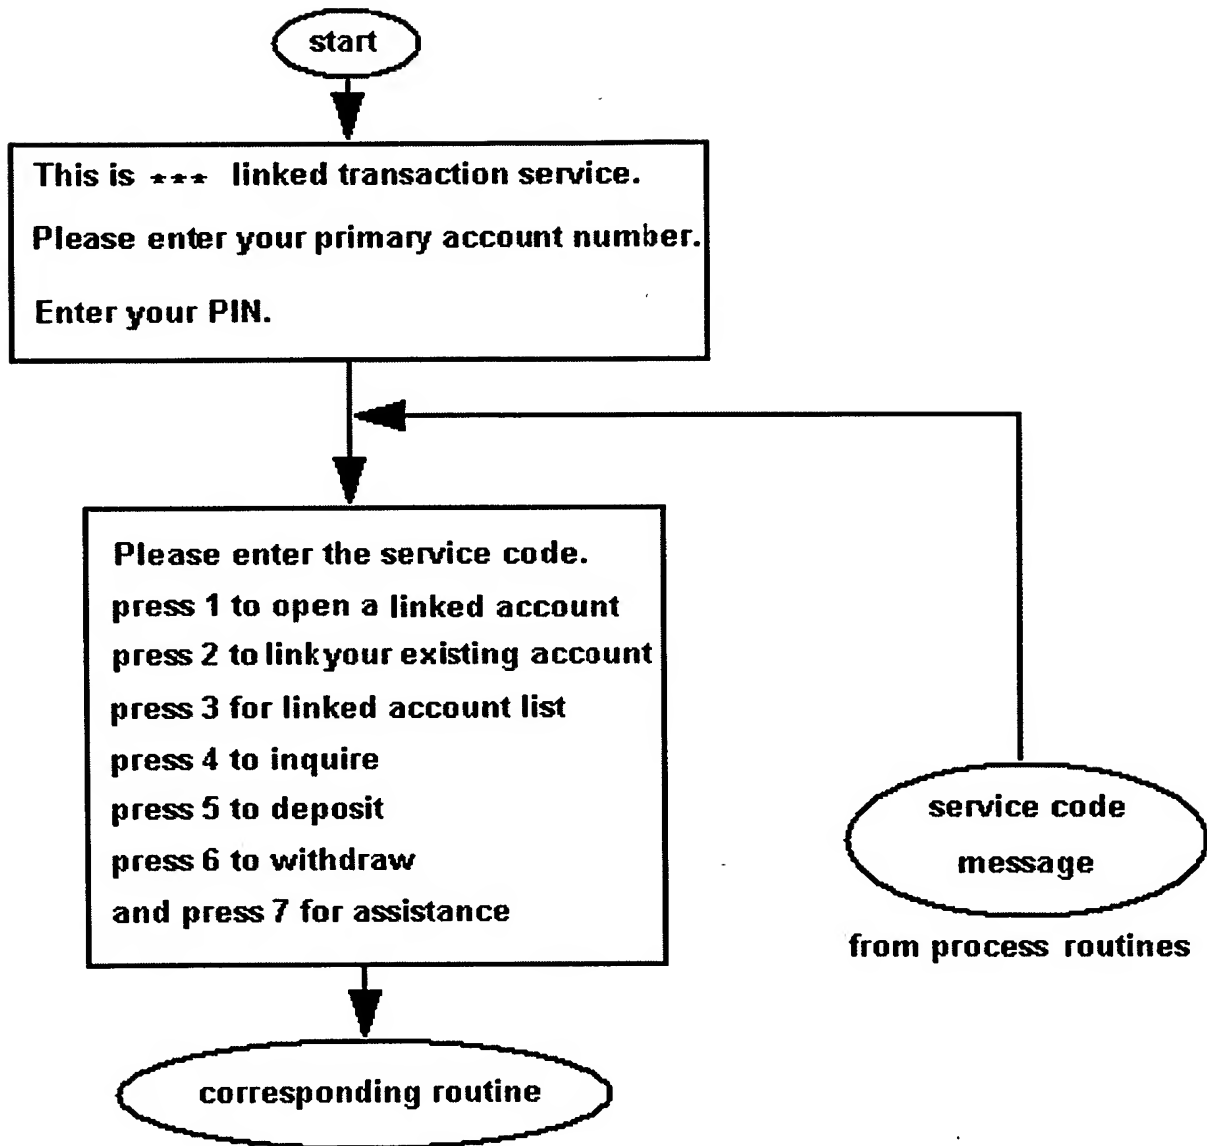 start
This is *** linked transaction service.
Please enter your primary account number.
Enter your PIN.
Please enter the service code.
press 1 to open a linked account
press 2 to link your existing account
press 3 for linked account list
press 4 to inquire
press 5 to deposit
press 6 to withdraw
and press 7 for assistance
service code
message
from process routines
corresponding routine